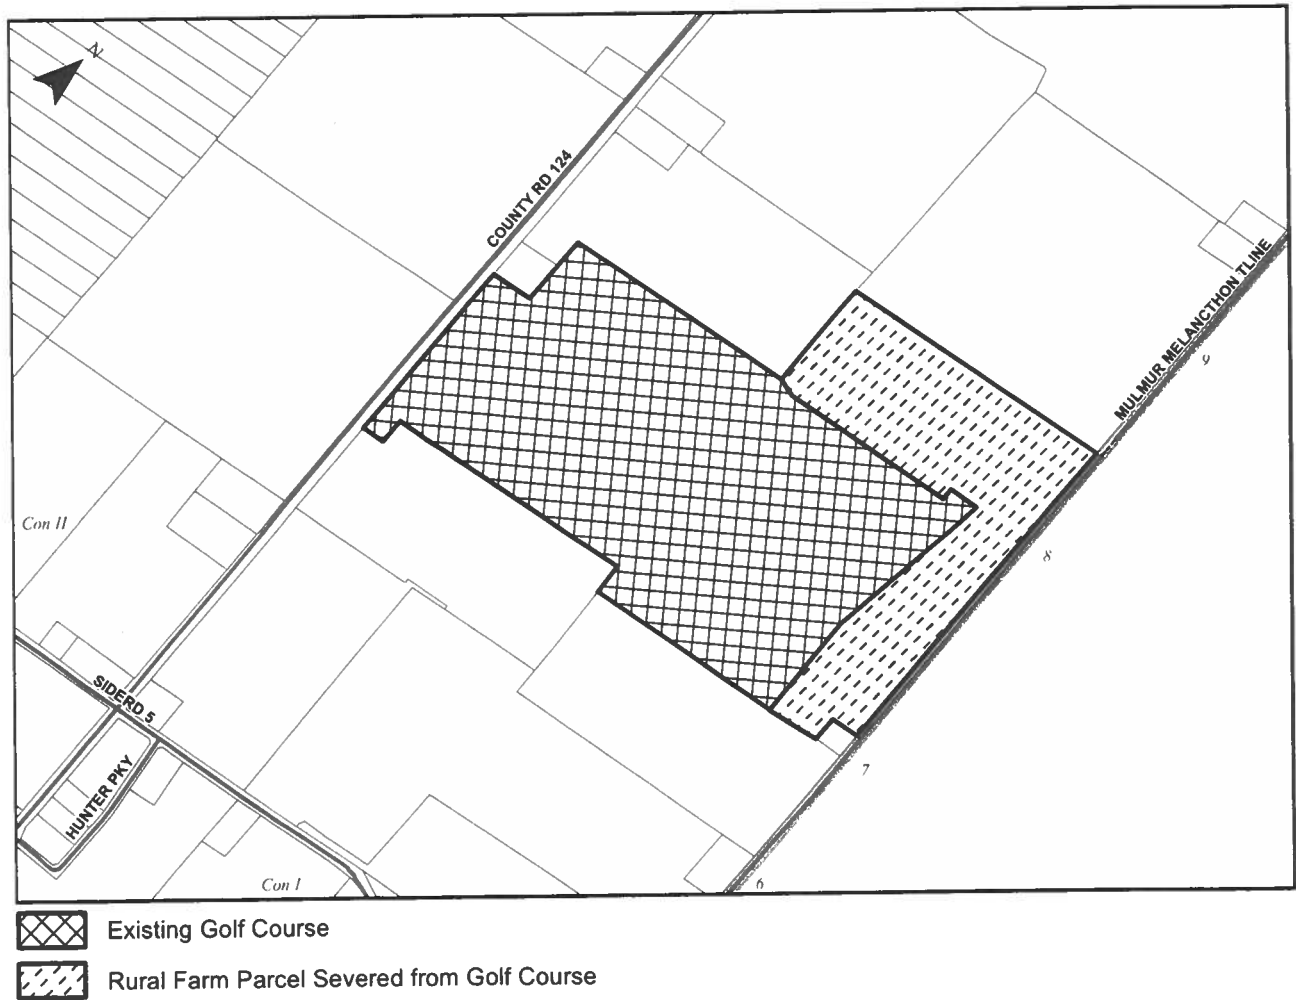 N
COUNTY RD 124
MULMUR MELANCTHON TLINE
9
Con II
8
SIDERD 5
HUNTER PKY
7
Con I
6
Existing Golf Course
Rural Farm Parcel Severed from Golf Course